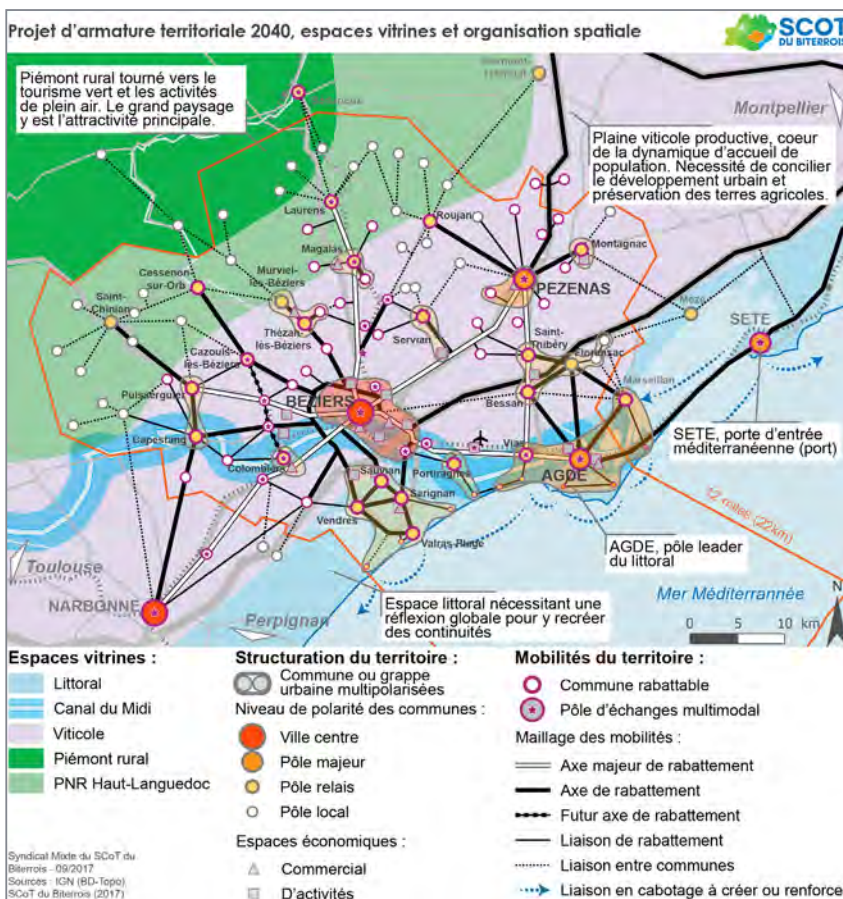 Projet d'armature territoriale 2040, espaces vitrines et organisation spatiale
SCOT
DU BITERROIS
Piémont rural tourné vers le
tourisme vert et les activités
de plein air. Le grand paysage
y est l'attractivité principale.
Montpellier
Plaine viticole productive, coeur
de la dynamique d'accueil de
population. Necessité de concilier
le développement urbain et
préservation des terres agricoles.
Laurens
Roujan
Magalas
Montagnac
Cessenon-
sur-Orb
Murviel-
lès-Béziers
PEZENAS
Saint-
Chinian
Thézan-
lès-Béziers
Servian
Mèze
SETE
Saint-
Thibéry
Florensac
Cazouls-
lès-Béziers
Puisserguier
BEZIERS
Bessan
Marseillan
Capestang
SETE, porte d'entrée
méditerranéenne (port)
Colombiers
Vias
Sauvian
Portiragnes
AGDE
Sérignan
Vendres
Valras-Plage
12 miles (22km)
AGDE, pôle leader
du littoral
Toulouse
NARBONNE
Perpignan
Espace littoral nécessitant une
réflexion globale pour y recréer
des continuités
Mer Méditerrannée
N
0 5 10 km
Espaces vitrines :
Littoral
Canal du Midi
Viticole
Piémont rural
PNR Haut-Languedoc
Structuration du territoire :
Commune ou grappe
urbaine multipolarisées
Niveau de polarité des communes :
Ville centre
Pôle majeur
Pôle relais
Pôle local
Espaces économiques :
Commercial
D'activités
Mobilités du territoire :
Commune rabattable
Pôle d'échanges multimodal
Maillage des mobilités :
Axe majeur de rabattement
Axe de rabattement
Futur axe de rabattement
Liaison de rabattement
Liaison entre communes
Liaison en cabotage à créer ou renforce
Syndicat Mixte du SCoT du
Biterrois - 09/2017
Sources : IGN (BD-Topo)
SCoT du Biterrois (2017)